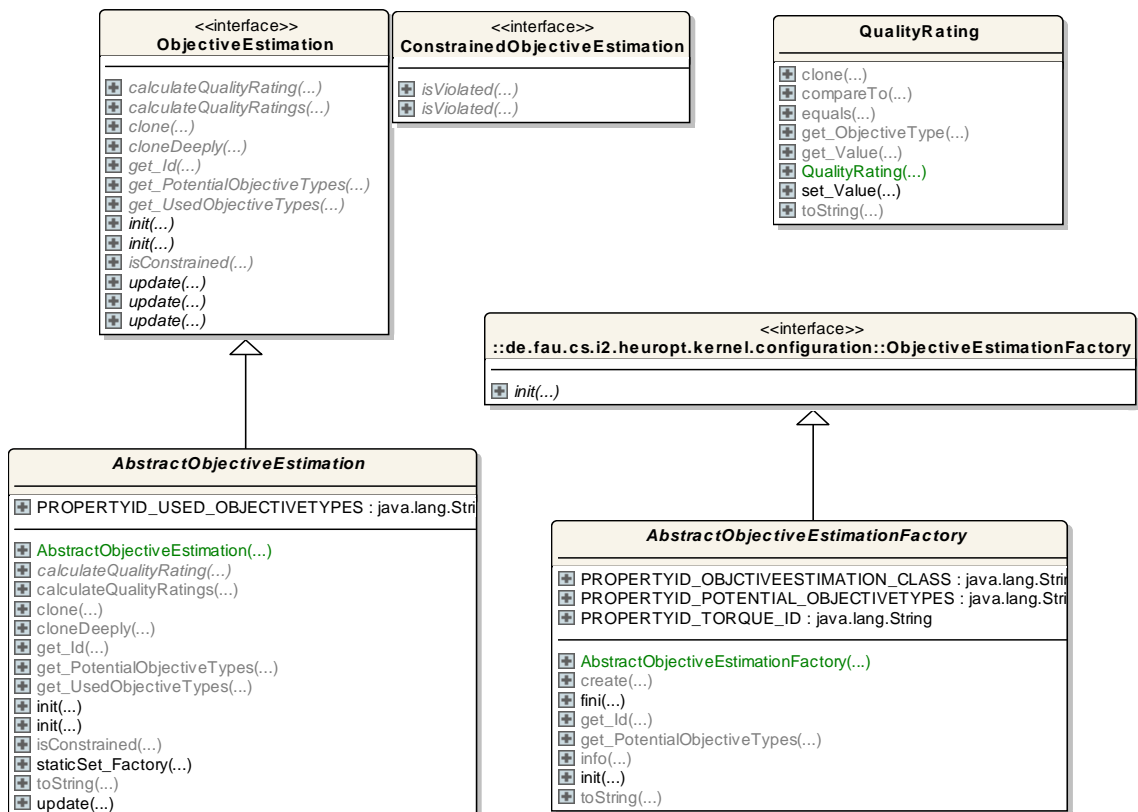 <<interface>>
ObjectiveEstimation
calculateQualityRating(...)
calculateQualityRatings(...)
clone(...)
cloneDeeply(...)
get_Id(...)
get_PotentialObjectiveTypes(...)
get_UsedObjectiveTypes(...)
init(...)
init(...)
isConstrained(...)
update(...)
update(...)
update(...)
<<interface>>
ConstrainedObjectiveEstimation
isViolated(...)
isViolated(...)
QualityRating
clone(...)
compareTo(...)
equals(...)
get_ObjectiveType(...)
get_Value(...)
QualityRating(...)
set_Value(...)
toString(...)
<<interface>>
::de.fau.cs.i2.heuropt.kernel.configuration::ObjectiveEstimationFactory
init(...)
AbstractObjectiveEstimation
PROPERTYID_USED_OBJECTIVETYPES : java.lang.Stri
AbstractObjectiveEstimation(...)
calculateQualityRating(...)
calculateQualityRatings(...)
clone(...)
cloneDeeply(...)
get_Id(...)
get_PotentialObjectiveTypes(...)
get_UsedObjectiveTypes(...)
init(...)
init(...)
isConstrained(...)
staticSet_Factory(...)
toString(...)
update(...)
AbstractObjectiveEstimationFactory
PROPERTYID_OBJCTIVEESTIMATION_CLASS : java.lang.Strin
PROPERTYID_POTENTIAL_OBJECTIVETYPES : java.lang.Stri
PROPERTYID_TORQUE_ID : java.lang.String
AbstractObjectiveEstimationFactory(...)
create(...)
fini(...)
get_Id(...)
get_PotentialObjectiveTypes(...)
info(...)
init(...)
toString(...)